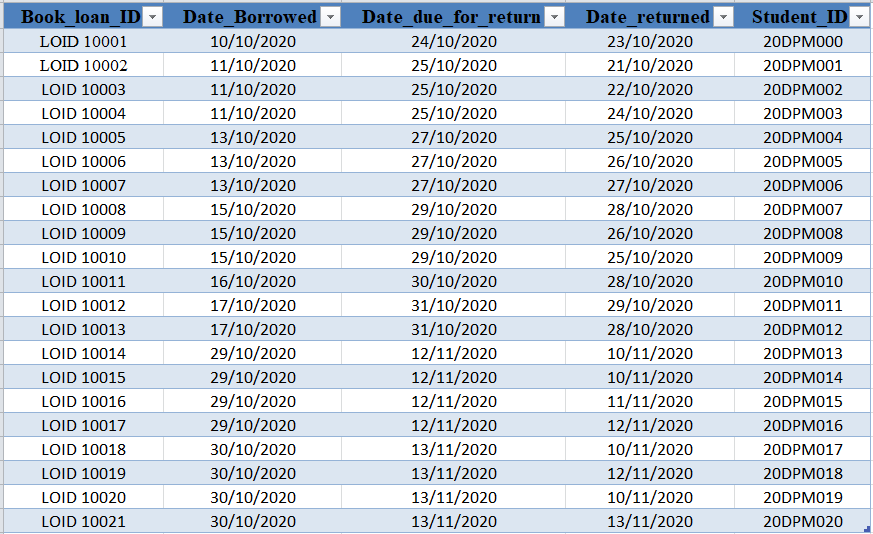 Book_loan_ID Date_Borrowed Date_due_for_return Date_returned Student_ID
LOID 10001 10/10/2020 24/10/2020 23/10/2020 20DPM000
LOID 10002 11/10/2020 25/10/2020 21/10/2020 20DPM001
LOID 10003 11/10/2020 25/10/2020 22/10/2020 20DPM002
LOID 10004 11/10/2020 25/10/2020 24/10/2020 20DPM003
LOID 10005 13/10/2020 27/10/2020 25/10/2020 20DPM004
LOID 10006 13/10/2020 27/10/2020 26/10/2020 20DPM005
LOID 10007 13/10/2020 27/10/2020 27/10/2020 20DPM006
LOID 10008 15/10/2020 29/10/2020 28/10/2020 20DPM007
LOID 10009 15/10/2020 29/10/2020 26/10/2020 20DPM008
LOID 10010 15/10/2020 29/10/2020 25/10/2020 20DPM009
LOID 10011 16/10/2020 30/10/2020 28/10/2020 20DPM010
LOID 10012 17/10/2020 31/10/2020 29/10/2020 20DPM011
LOID 10013 17/10/2020 31/10/2020 28/10/2020 20DPM012
LOID 10014 29/10/2020 12/11/2020 10/11/2020 20DPM013
LOID 10015 29/10/2020 12/11/2020 10/11/2020 20DPM014
LOID 10016 29/10/2020 12/11/2020 11/11/2020 20DPM015
LOID 10017 29/10/2020 12/11/2020 12/11/2020 20DPM016
LOID 10018 30/10/2020 13/11/2020 10/11/2020 20DPM017
LOID 10019 30/10/2020 13/11/2020 12/11/2020 20DPM018
LOID 10020 30/10/2020 13/11/2020 10/11/2020 20DPM019
LOID 10021 30/10/2020 13/11/2020 13/11/2020 20DPM020